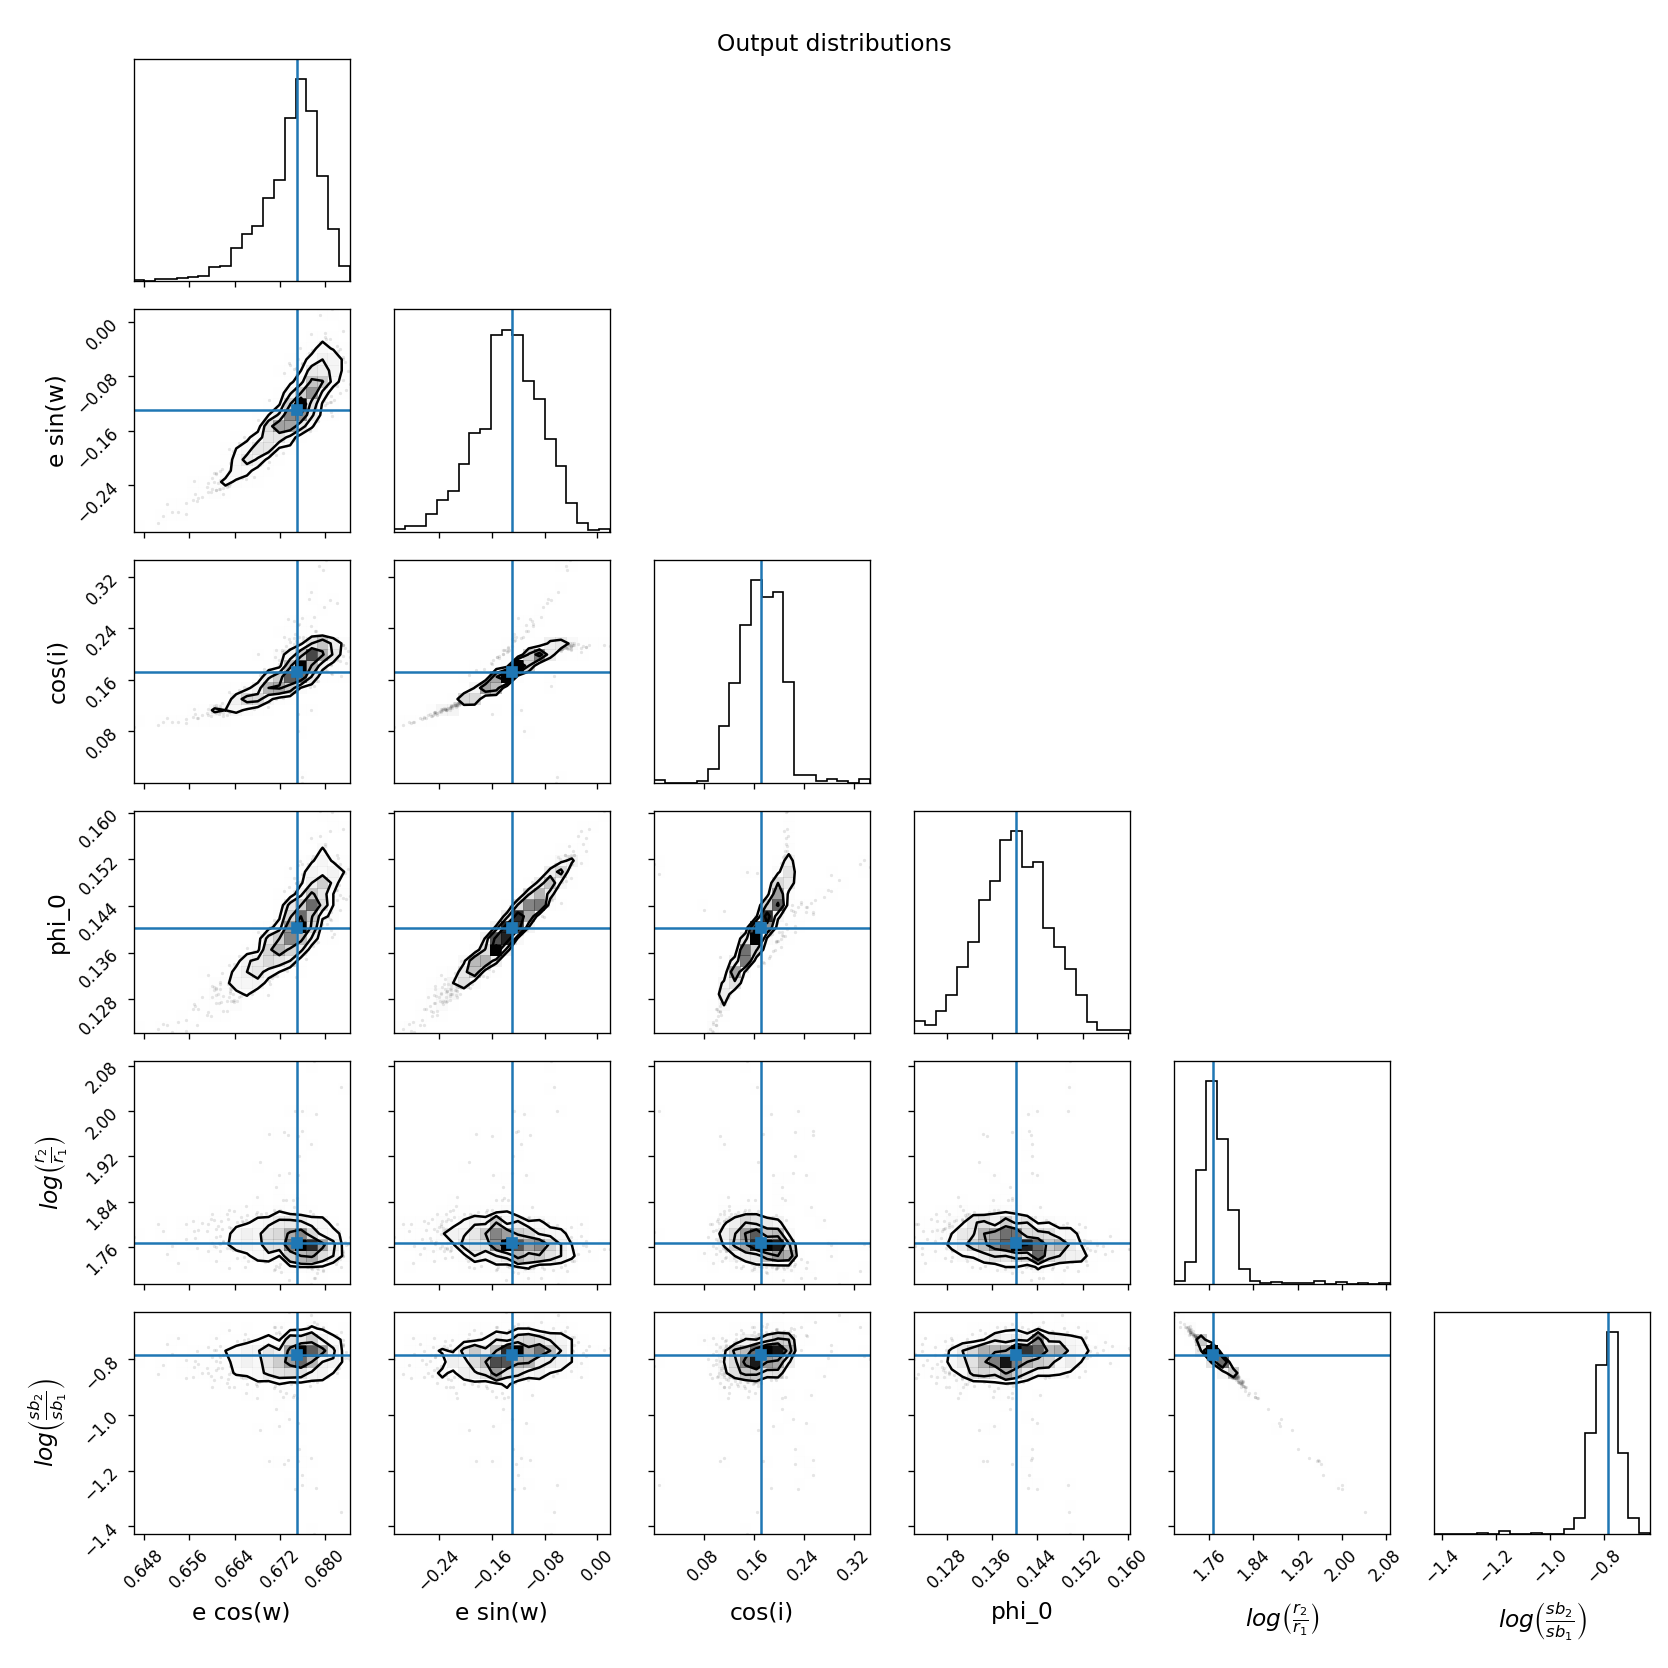 Output distributions
0.00
−0.08
−0.16
−0.24
e sin(w)
0.32
0.24
0.16
0.08
cos(i)
0.160
0.152
0.144
0.136
0.128
phi_0
2.08
2.00
1.92
1.84
1.76
log(r₂/r₁)
−0.8
−1.0
−1.2
−1.4
log(sb₂/sb₁)
0.648 0.656 0.664 0.672 0.680 −0.24 −0.16 −0.08 0.00 0.08 0.16 0.24 0.32 0.128 0.136 0.144 0.152 0.160 1.76 1.84 1.92 2.00 2.08 −1.4 −1.2 −1.0 −0.8
e cos(w) e sin(w) cos(i) phi_0 log(r₂/r₁) log(sb₂/sb₁)